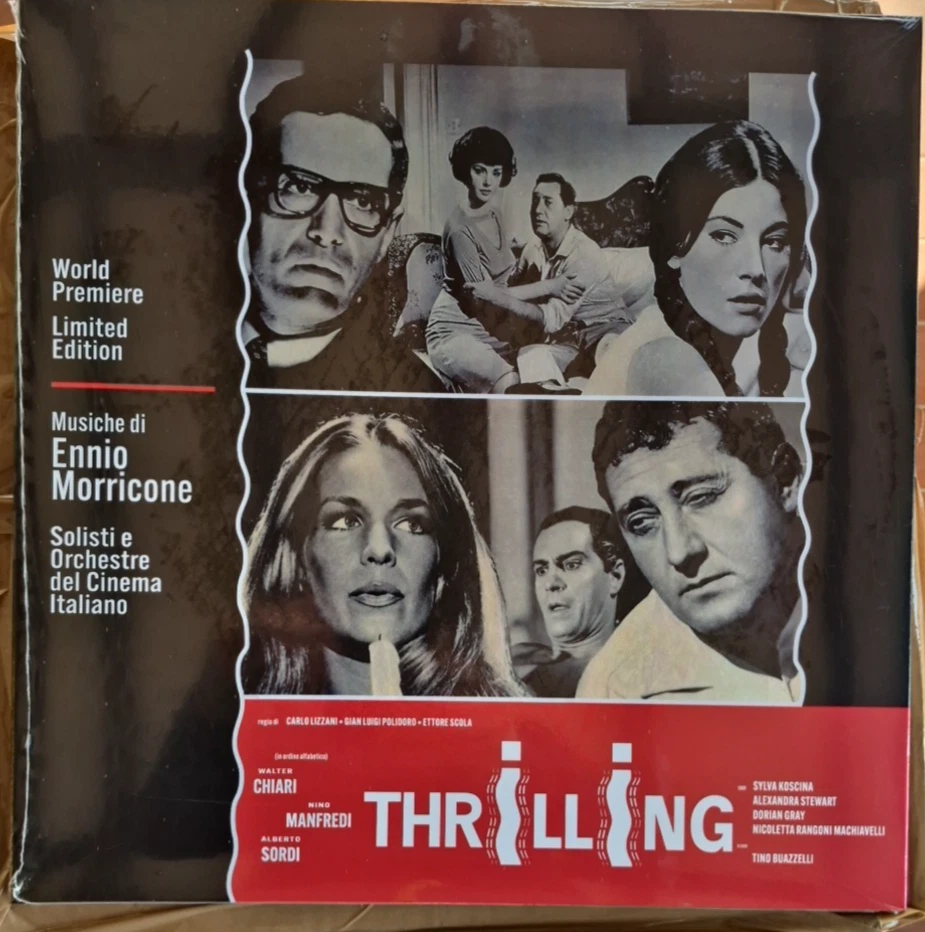 World
Premiere
Limited
Edition
Musiche di
Ennio
Morricone
Solisti e
Orchestre
del Cinema
Italiano
regia di CARLO LIZZANI • GIAN LUIGI POLIDORO • ETTORE SCOLA
(in ordine alfabetico)
WALTER
CHIARI
NINO
MANFREDI
ALBERTO
SORDI
THRiLLiNG
SYLVA KOSCINA
ALEXANDRA STEWART
DORIAN GRAY
NICOLETTA RANGONI MACHIAVELLI
TINO BUAZZELLI